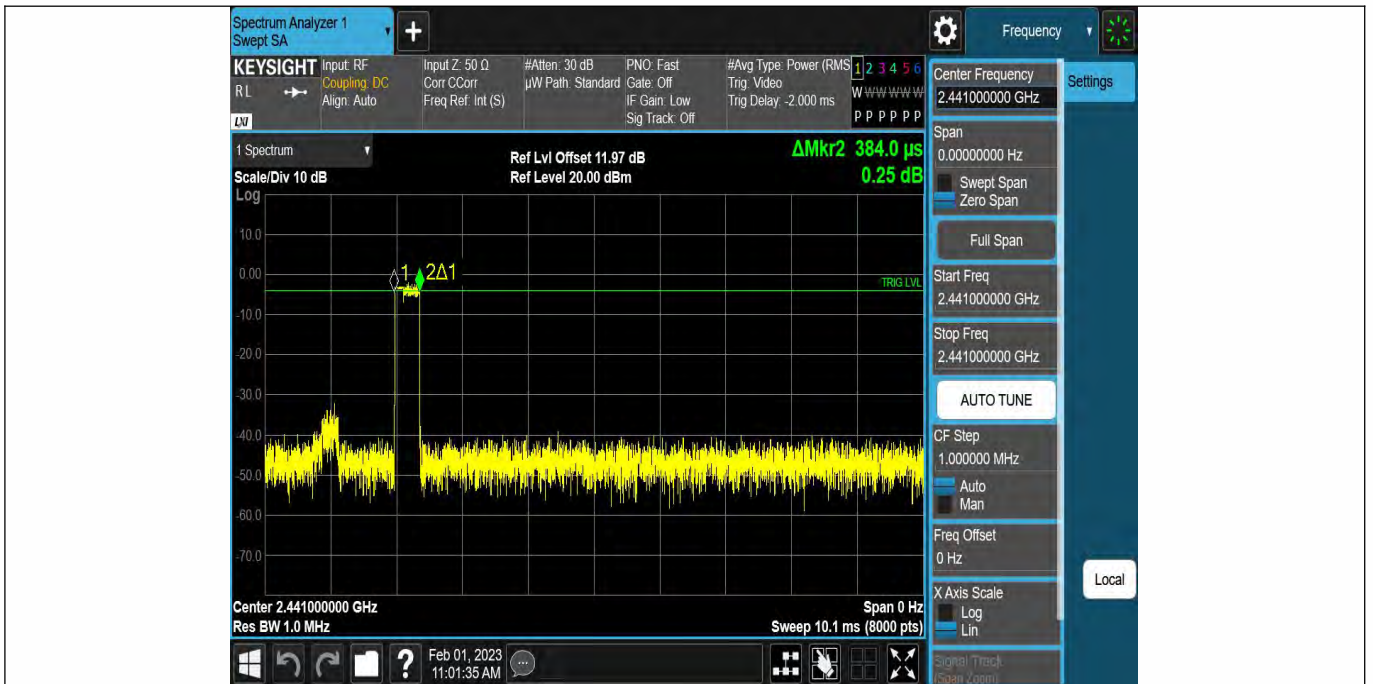 Spectrum Analyzer 1
Swept SA
+
Frequency
KEYSIGHT
RL
LXI
Input: RF
Coupling: DC
Align: Auto
Input Z: 50 Ω
Corr CCorr
Freq Ref: Int (S)
#Atten: 30 dB
µW Path: Standard
PNO: Fast
Gate: Off
IF Gain: Low
Sig Track: Off
#Avg Type: Power (RMS
Trig: Video
Trig Delay: -2.000 ms
1 2 3 4 5 6
W W W W W W
P P P P P P
1 Spectrum
Scale/Div 10 dB
Ref Lvl Offset 11.97 dB
Ref Level 20.00 dBm
ΔMkr2 384.0 µs
0.25 dB
Log
10.0
0.00
-10.0
-20.0
-30.0
-40.0
-50.0
-60.0
-70.0
1
2Δ1
TRIG LVL
Center 2.441000000 GHz
Res BW 1.0 MHz
Span 0 Hz
Sweep 10.1 ms (8000 pts)
Center Frequency
2.441000000 GHz
Settings
Span
0.00000000 Hz
Swept Span
Zero Span
Full Span
Start Freq
2.441000000 GHz
Stop Freq
2.441000000 GHz
AUTO TUNE
CF Step
1.000000 MHz
Auto
Man
Freq Offset
0 Hz
X Axis Scale
Log
Lin
Signal Track
(Span Zoom)
Local
?
Feb 01, 2023
11:01:35 AM